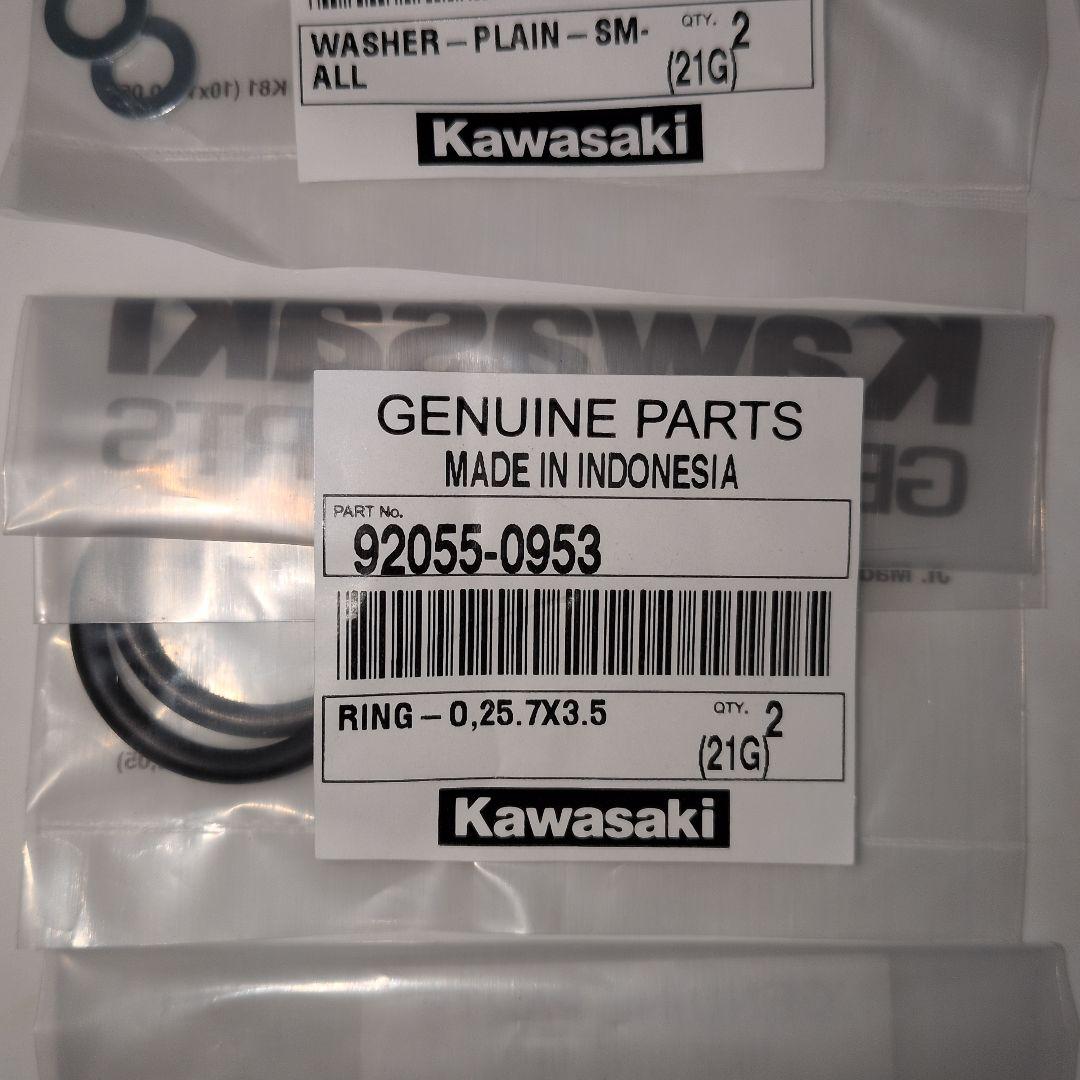 WASHER-PLAIN-SM-
ALL
QTY. 2
(21G)
Kawasaki
Kawasaki
GENUINE PARTS
MADE IN INDONESIA
PART No.
92055-0953
RING-O,25.7X3.5
QTY. 2
(21G)
Kawasaki